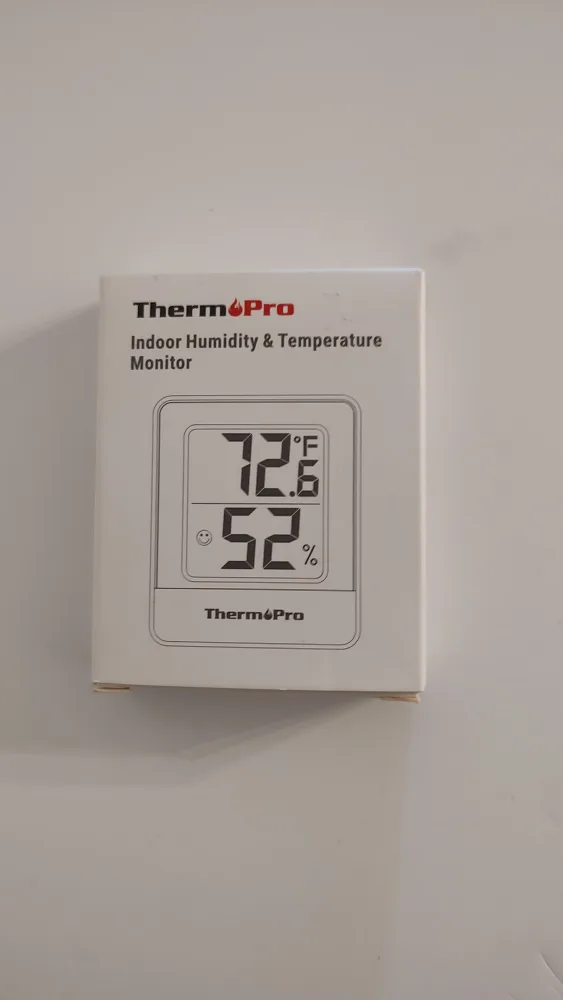 ThermoPro
Indoor Humidity & Temperature
Monitor
72.6°F
52%
ThermoPro